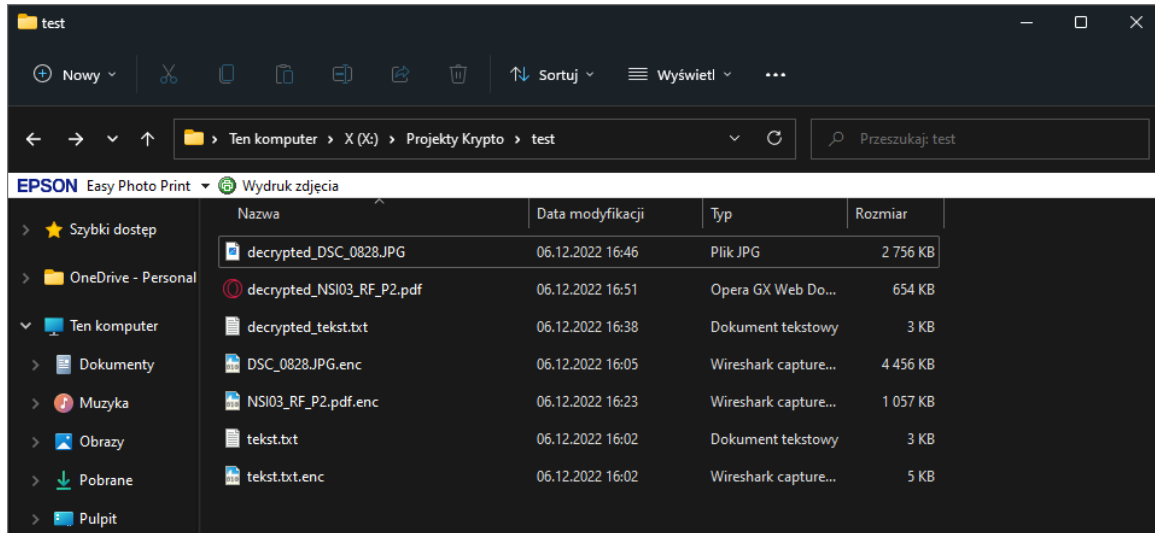 test
Nowy
Sortuj
Wyświetl
Ten komputer > X (X:) > Projekty Krypto > test
Przeszukaj: test
EPSON Easy Photo Print Wydruk zdjęcia
Nazwa Data modyfikacji Typ Rozmiar
Szybki dostęp
OneDrive - Personal
Ten komputer
Dokumenty
Muzyka
Obrazy
Pobrane
Pulpit
decrypted_DSC_0828.JPG 06.12.2022 16:46 Plik JPG 2 756 KB
decrypted_NSI03_RF_P2.pdf 06.12.2022 16:51 Opera GX Web Do... 654 KB
decrypted_tekst.txt 06.12.2022 16:38 Dokument tekstowy 3 KB
DSC_0828.JPG.enc 06.12.2022 16:05 Wireshark capture... 4 456 KB
NSI03_RF_P2.pdf.enc 06.12.2022 16:23 Wireshark capture... 1 057 KB
tekst.txt 06.12.2022 16:02 Dokument tekstowy 3 KB
tekst.txt.enc 06.12.2022 16:02 Wireshark capture... 5 KB